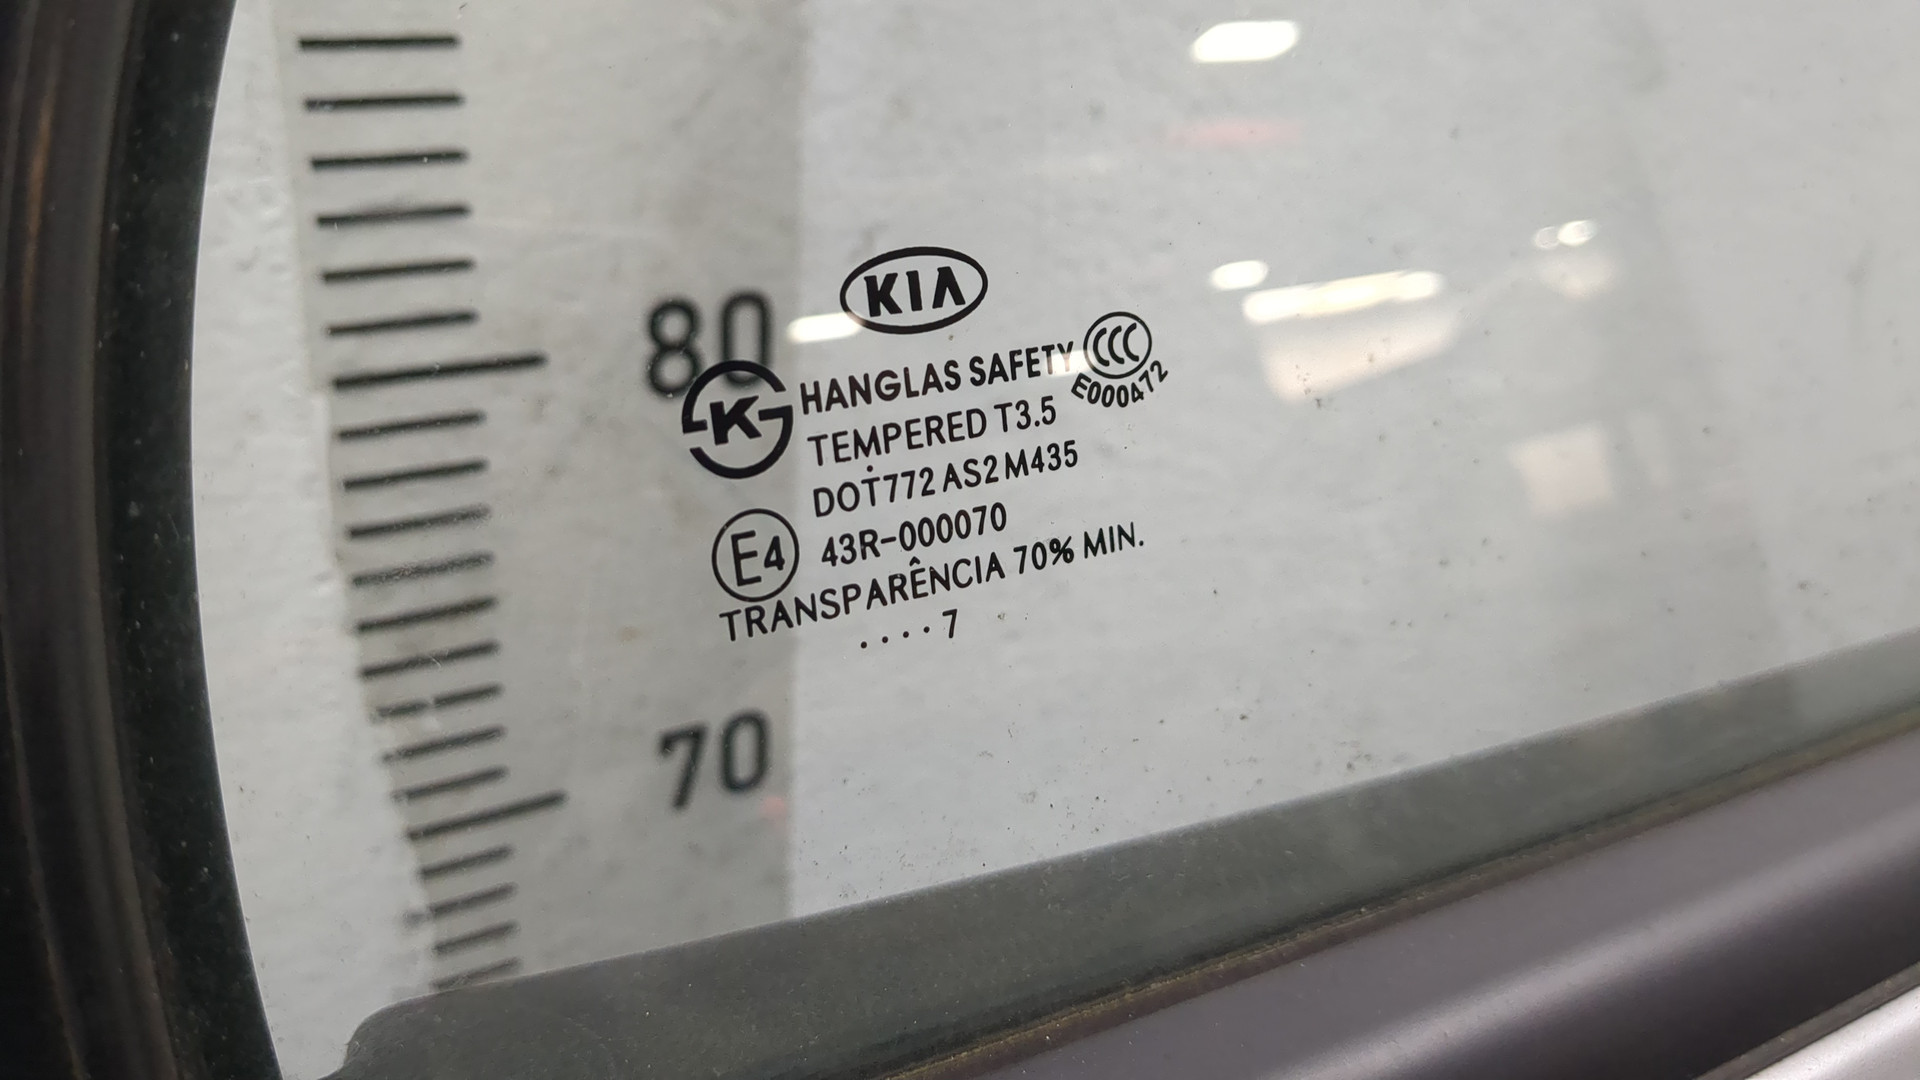 80
KIA
HANGLAS SAFETY
CCC
E000472
K
TEMPERED T3.5
DOT772 AS2 M435
E4
43R-000070
TRANSPARÊNCIA 70% MIN.
. . . . 7
70